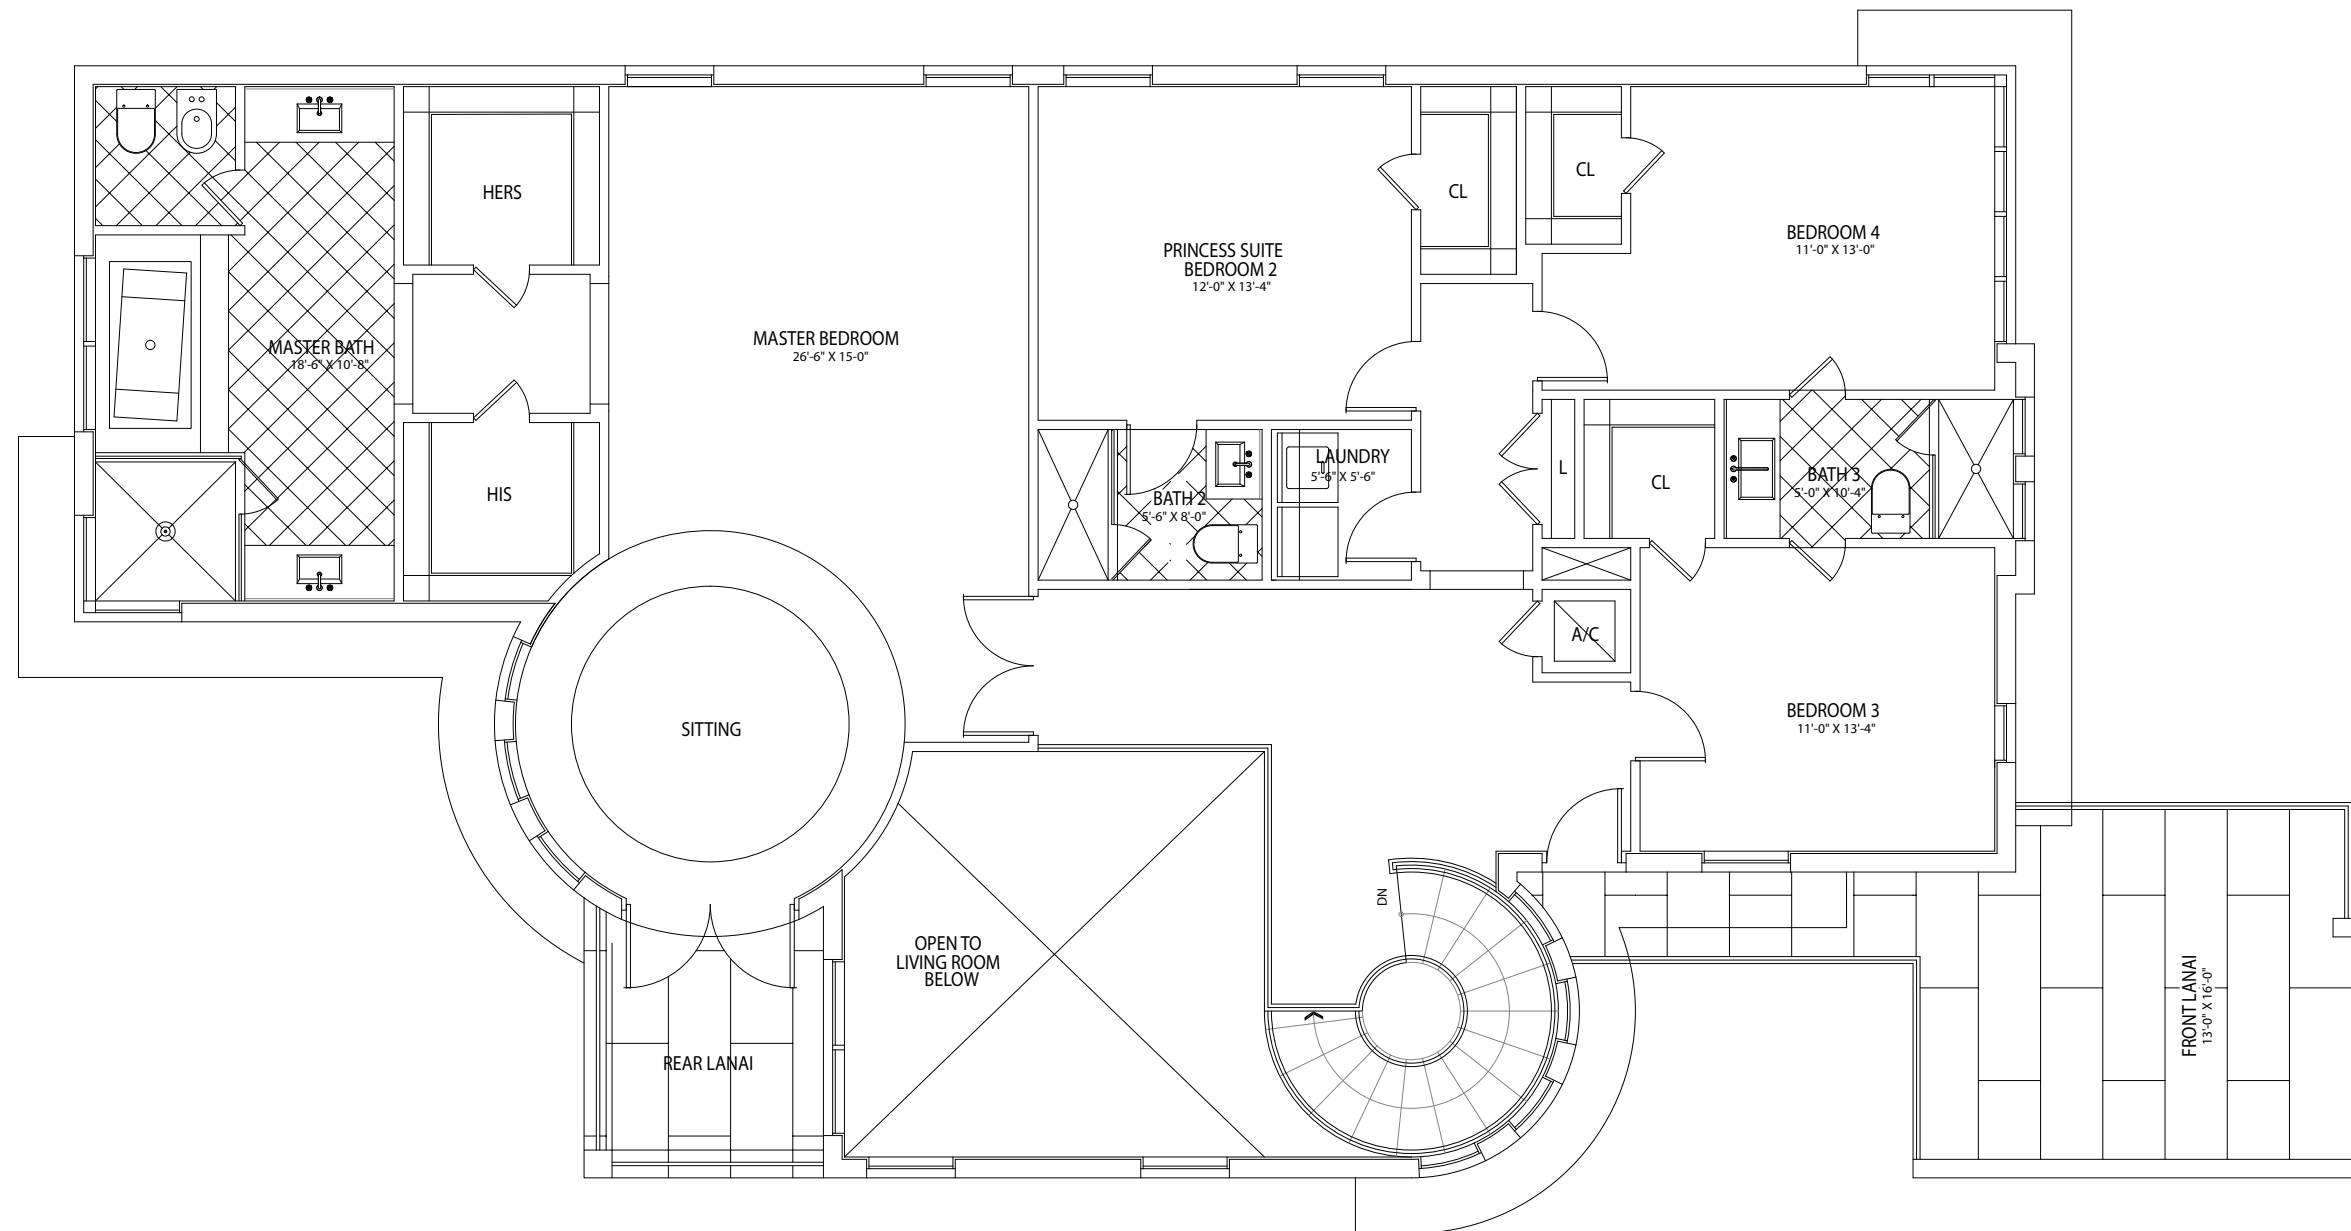 HERS
CL
CL
BEDROOM 4
11'-0" X 13'-0"
PRINCESS SUITE
BEDROOM 2
12'-0" X 13'-4"
MASTER BEDROOM
26'-6" X 15-0"
MASTER BATH
18'-6" X 10'-8"
HIS
LAUNDRY
5'-6" X 5'-6"
BATH 2
5'-6" X 8'-0"
L
CL
BATH 3
5'-0" X 10'-4"
A/C
BEDROOM 3
11'-0" X 13'-4"
SITTING
DN
OPEN TO
LIVING ROOM
BELOW
REAR LANAI
FRONT LANAI
13'-0" X 16'-0"